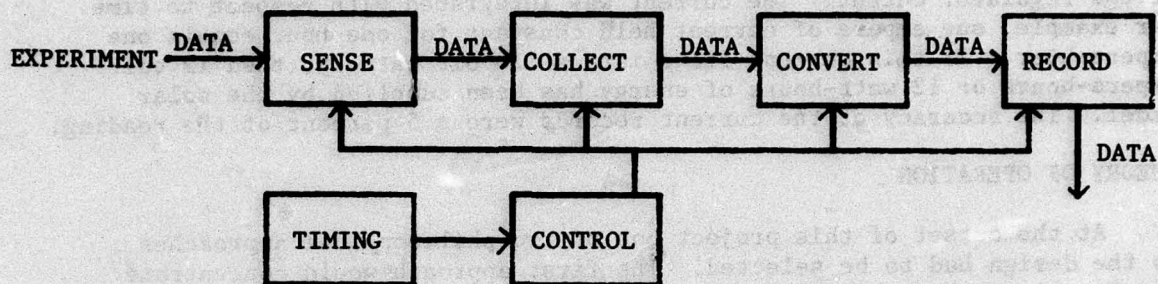 DATA DATA DATA DATA
EXPERIMENT SENSE COLLECT CONVERT RECORD
DATA
TIMING CONTROL